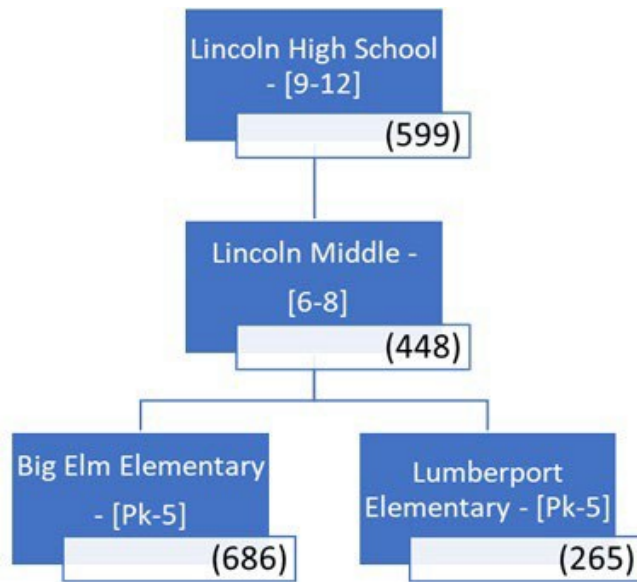 Lincoln High School
- [9-12]
(599)
Lincoln Middle -
[6-8]
(448)
Big Elm Elementary
- [Pk-5]
(686)
Lumberport
Elementary - [Pk-5]
(265)